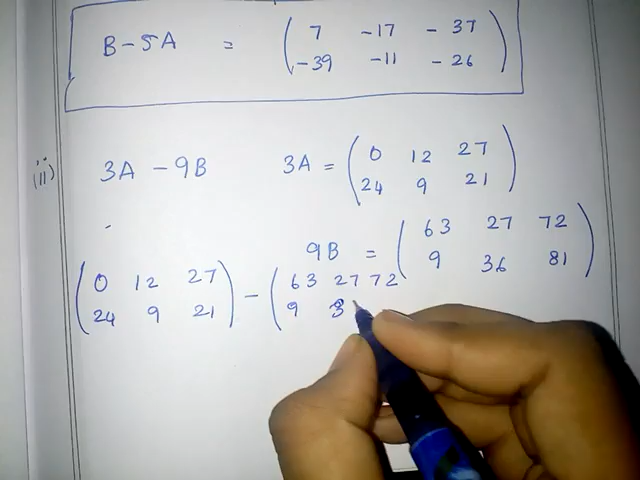 B - 5A = ( 7 -17 -37
-39 -11 -26 )
(ii) 3A - 9B 3A = ( 0 12 27
24 9 21 )
9B = ( 63 27 72
9 36 81 )
( 0 12 27
24 9 21 ) - ( 63 27 72
9 3